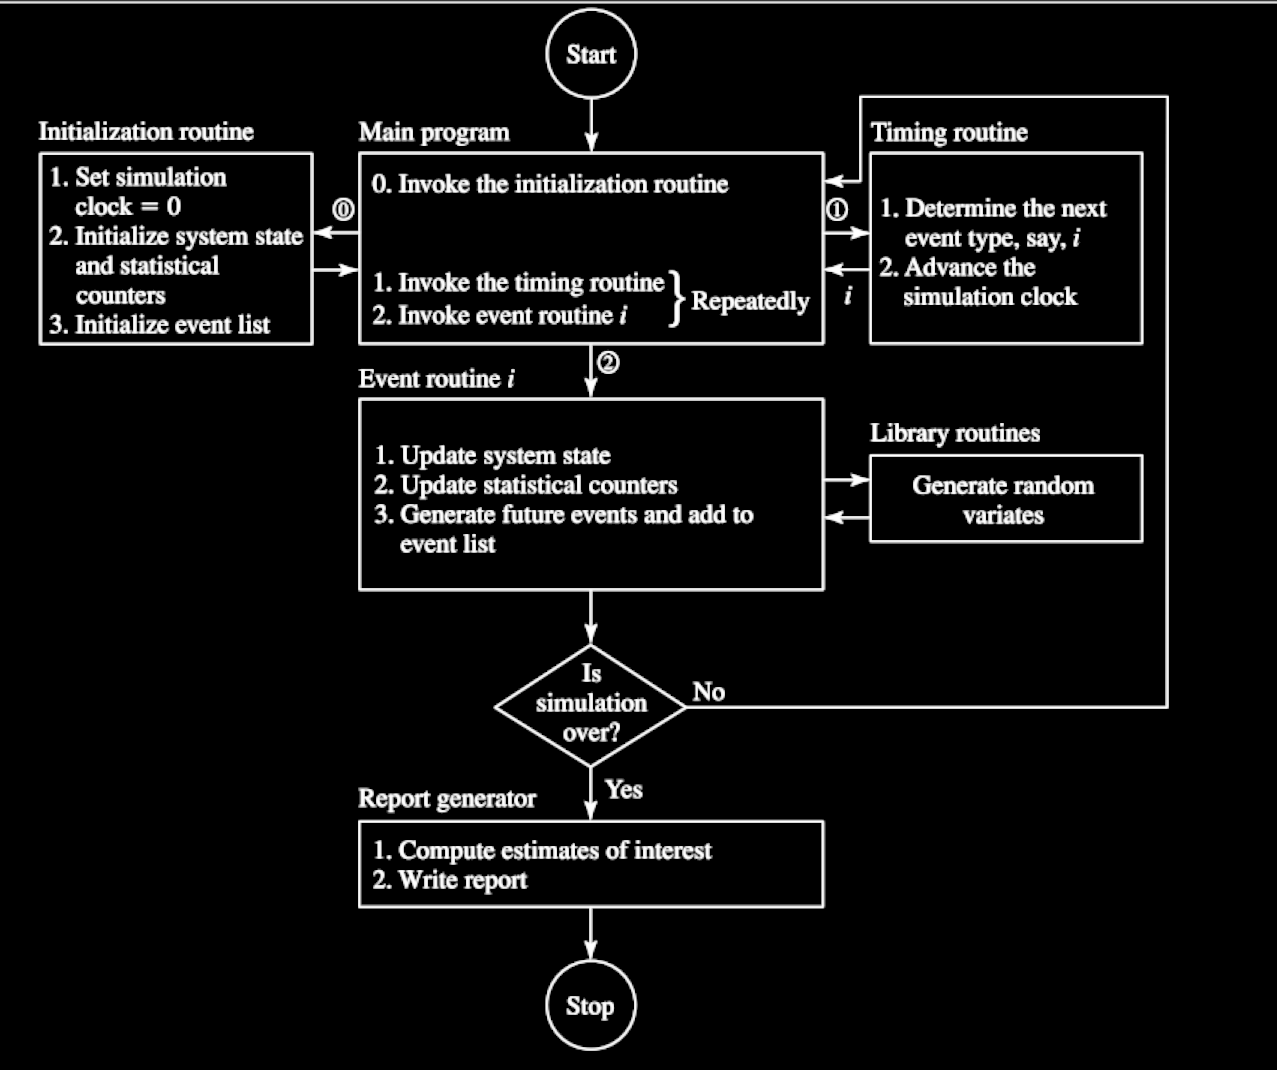 Start
Initialization routine
1. Set simulation
clock = 0
2. Initialize system state
and statistical
counters
3. Initialize event list
⓪
Main program
0. Invoke the initialization routine
1. Invoke the timing routine
2. Invoke event routine i
} Repeatedly
①
i
Timing routine
1. Determine the next
event type, say, i
2. Advance the
simulation clock
②
Event routine i
1. Update system state
2. Update statistical counters
3. Generate future events and add to
event list
Library routines
Generate random
variates
Is
simulation
over?
No
Yes
Report generator
1. Compute estimates of interest
2. Write report
Stop